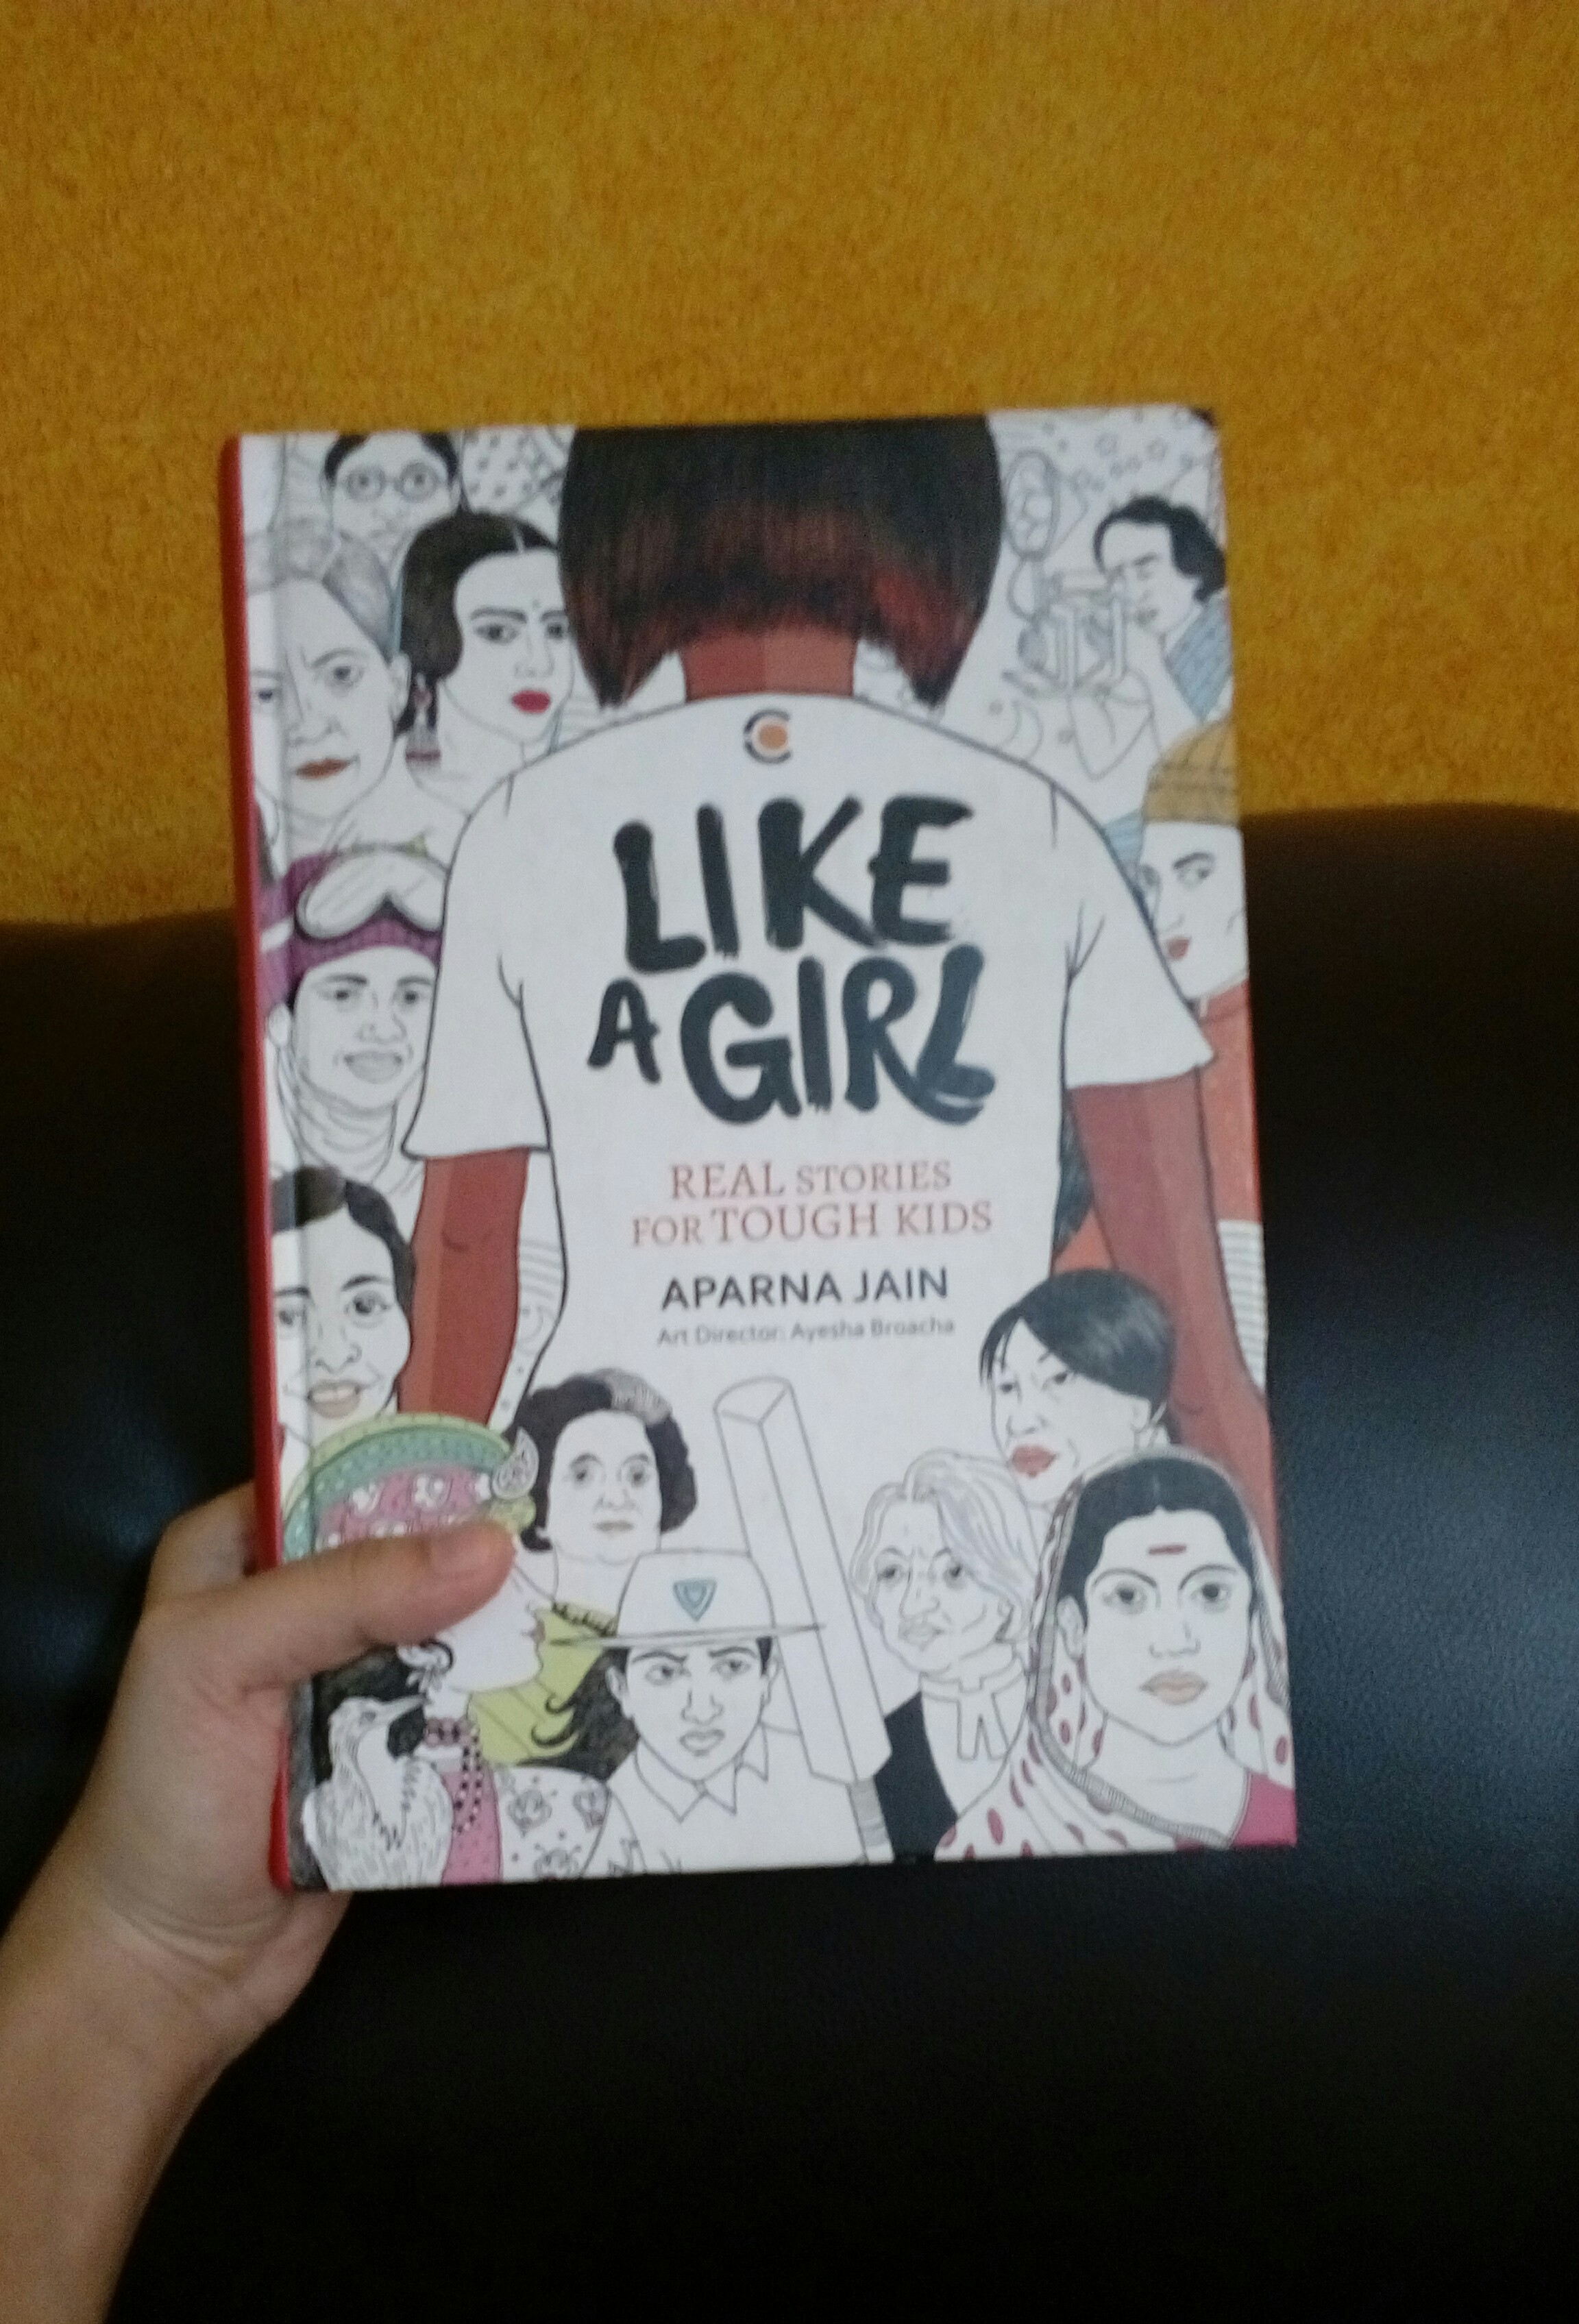 LIKE
A GIRL
REAL STORIES
FOR TOUGH KIDS
APARNA JAIN
Art Director: Ayesha Broacha